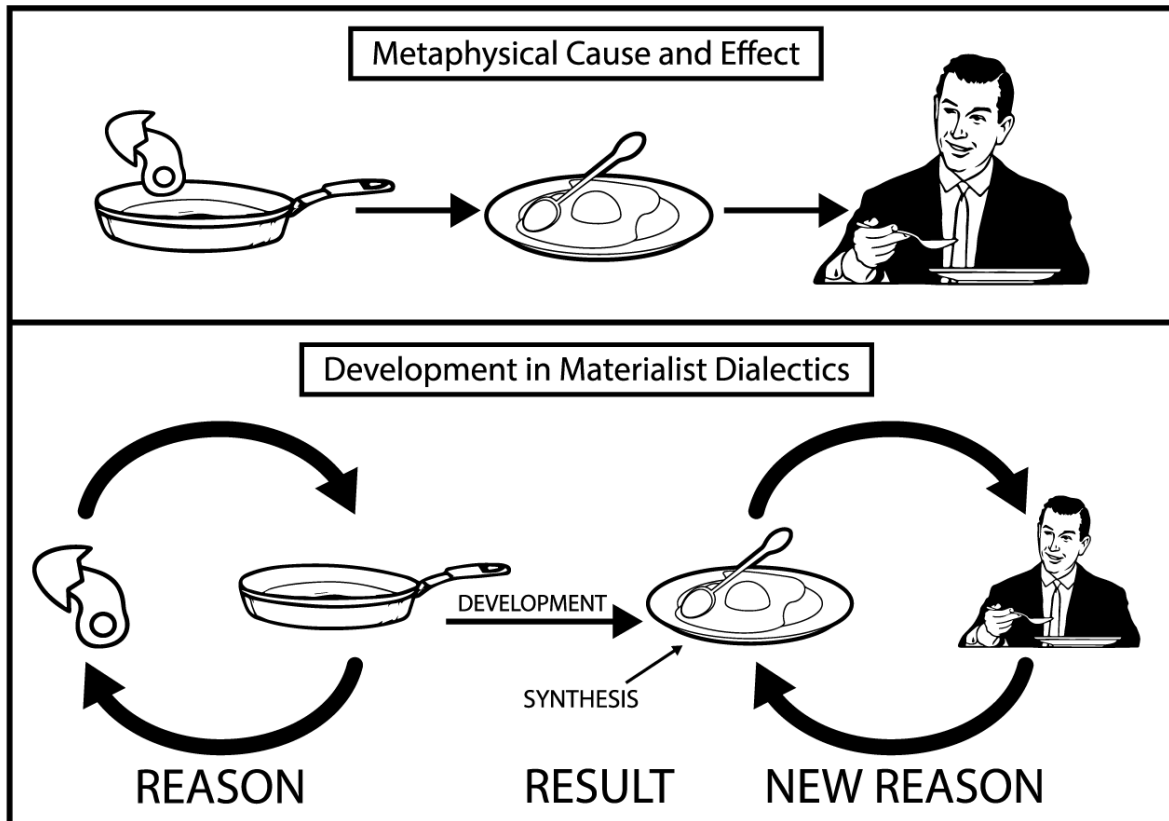 Metaphysical Cause and Effect
Development in Materialist Dialectics
DEVELOPMENT
SYNTHESIS
REASON
RESULT
NEW REASON